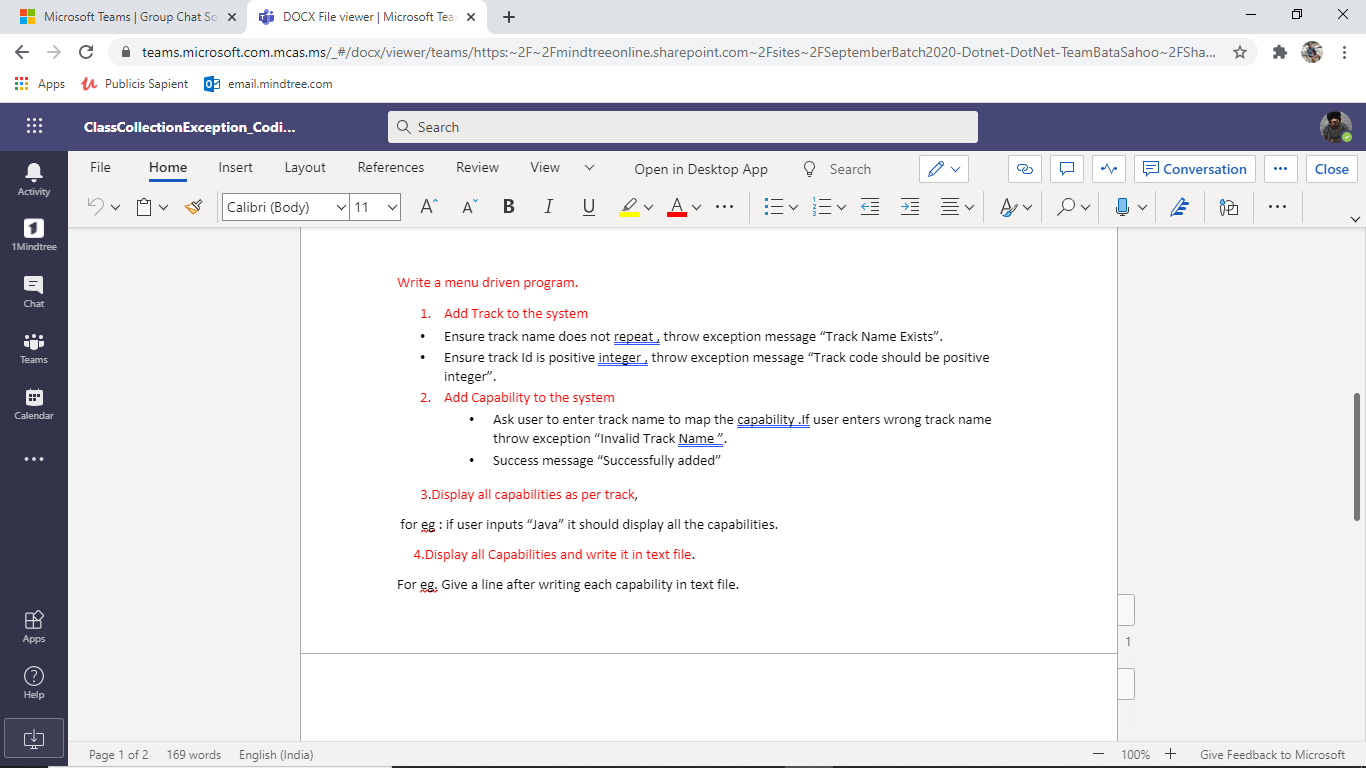 Microsoft Teams | Group Chat So
DOCX File viewer | Microsoft Tear
teams.microsoft.com.mcas.ms/_#/docx/viewer/teams/https:~2F~2Fmindtreeonline.sharepoint.com~2Fsites~2FSeptemberBatch2020-Dotnet-DotNet-TeamBataSahoo~2FSha...
Apps Publicis Sapient email.mindtree.com
ClassCollectionException_Codi...
Search
File Home Insert Layout References Review View Open in Desktop App Search Conversation ... Close
Calibri (Body) 11 A A B I U A ...
Activity
1Mindtree
Chat
Teams
Calendar
Apps
Help
Write a menu driven program.
1. Add Track to the system
• Ensure track name does not repeat , throw exception message “Track Name Exists”.
• Ensure track Id is positive integer , throw exception message “Track code should be positive
integer”.
2. Add Capability to the system
• Ask user to enter track name to map the capability .If user enters wrong track name
throw exception “Invalid Track Name ”.
• Success message “Successfully added”
3.Display all capabilities as per track,
for eg : if user inputs “Java” it should display all the capabilities.
4.Display all Capabilities and write it in text file.
For eg. Give a line after writing each capability in text file.
1
Page 1 of 2 169 words English (India) 100% Give Feedback to Microsoft